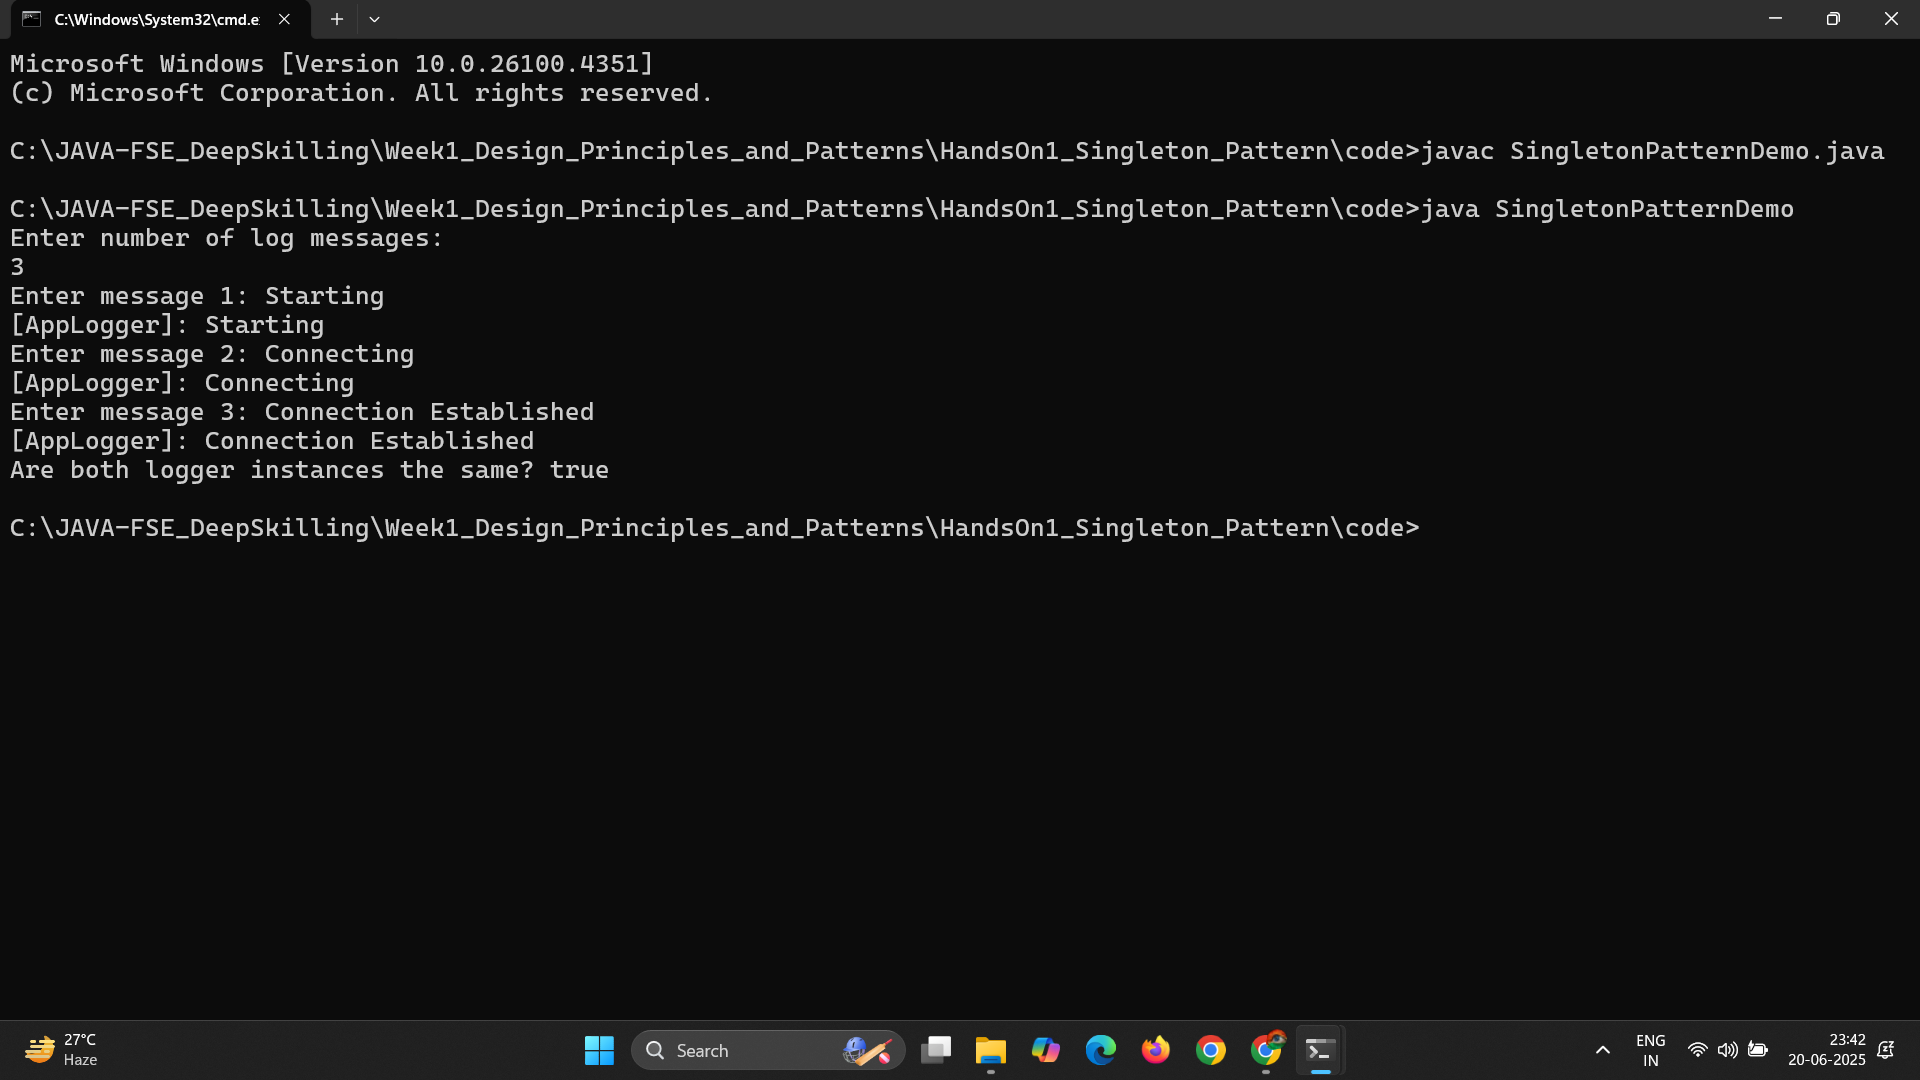 C:\Windows\System32\cmd.e
Microsoft Windows [Version 10.0.26100.4351]
(c) Microsoft Corporation. All rights reserved.
C:\JAVA-FSE_DeepSkilling\Week1_Design_Principles_and_Patterns\HandsOn1_Singleton_Pattern\code>javac SingletonPatternDemo.java
C:\JAVA-FSE_DeepSkilling\Week1_Design_Principles_and_Patterns\HandsOn1_Singleton_Pattern\code>java SingletonPatternDemo
Enter number of log messages:
3
Enter message 1: Starting
[AppLogger]: Starting
Enter message 2: Connecting
[AppLogger]: Connecting
Enter message 3: Connection Established
[AppLogger]: Connection Established
Are both logger instances the same? true
C:\JAVA-FSE_DeepSkilling\Week1_Design_Principles_and_Patterns\HandsOn1_Singleton_Pattern\code>
27°C
Haze
Search
ENG
IN
23:42
20-06-2025